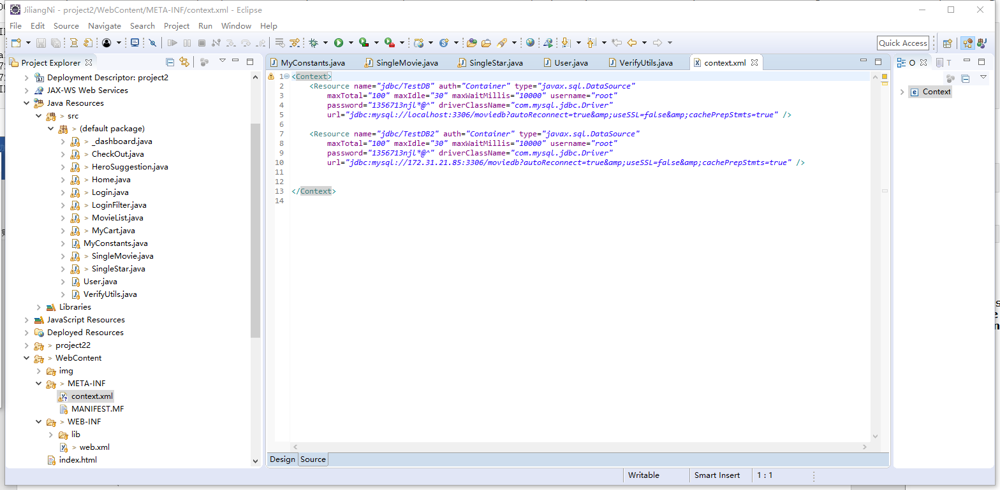 JiliangNi - project2/WebContent/META-INF/context.xml - Eclipse
File Edit Source Navigate Search Project Run Window Help
Quick Access
Project Explorer
Deployment Descriptor: project2
JAX-WS Web Services
Java Resources
> src
> (default package)
> _dashboard.java
> CheckOut.java
> HeroSuggestion.java
> Home.java
> Login.java
> LoginFilter.java
> MovieList.java
> MyCart.java
MyConstants.java
> SingleMovie.java
> SingleStar.java
User.java
VerifyUtils.java
Libraries
JavaScript Resources
Deployed Resources
> project22
> WebContent
img
> META-INF
context.xml
MANIFEST.MF
> WEB-INF
lib
> web.xml
index.html
MyConstants.java SingleMovie.java SingleStar.java User.java VerifyUtils.java context.xml
1 <Context>
2 <Resource name="jdbc/TestDB" auth="Container" type="javax.sql.DataSource"
3 maxTotal="100" maxIdle="30" maxWaitMillis="10000" username="root"
4 password="1356713njl*@^" driverClassName="com.mysql.jdbc.Driver"
5 url="jdbc:mysql://localhost:3306/moviedb?autoReconnect=true&amp;useSSL=false&amp;cachePrepStmts=true" />
6
7 <Resource name="jdbc/TestDB2" auth="Container" type="javax.sql.DataSource"
8 maxTotal="100" maxIdle="30" maxWaitMillis="10000" username="root"
9 password="1356713njl*@^" driverClassName="com.mysql.jdbc.Driver"
10 url="jdbc:mysql://172.31.21.85:3306/moviedb?autoReconnect=true&amp;useSSL=false&amp;cachePrepStmts=true" />
11
12
13 </Context>
14
Design Source
O T
Context
Writable Smart Insert 1 : 1